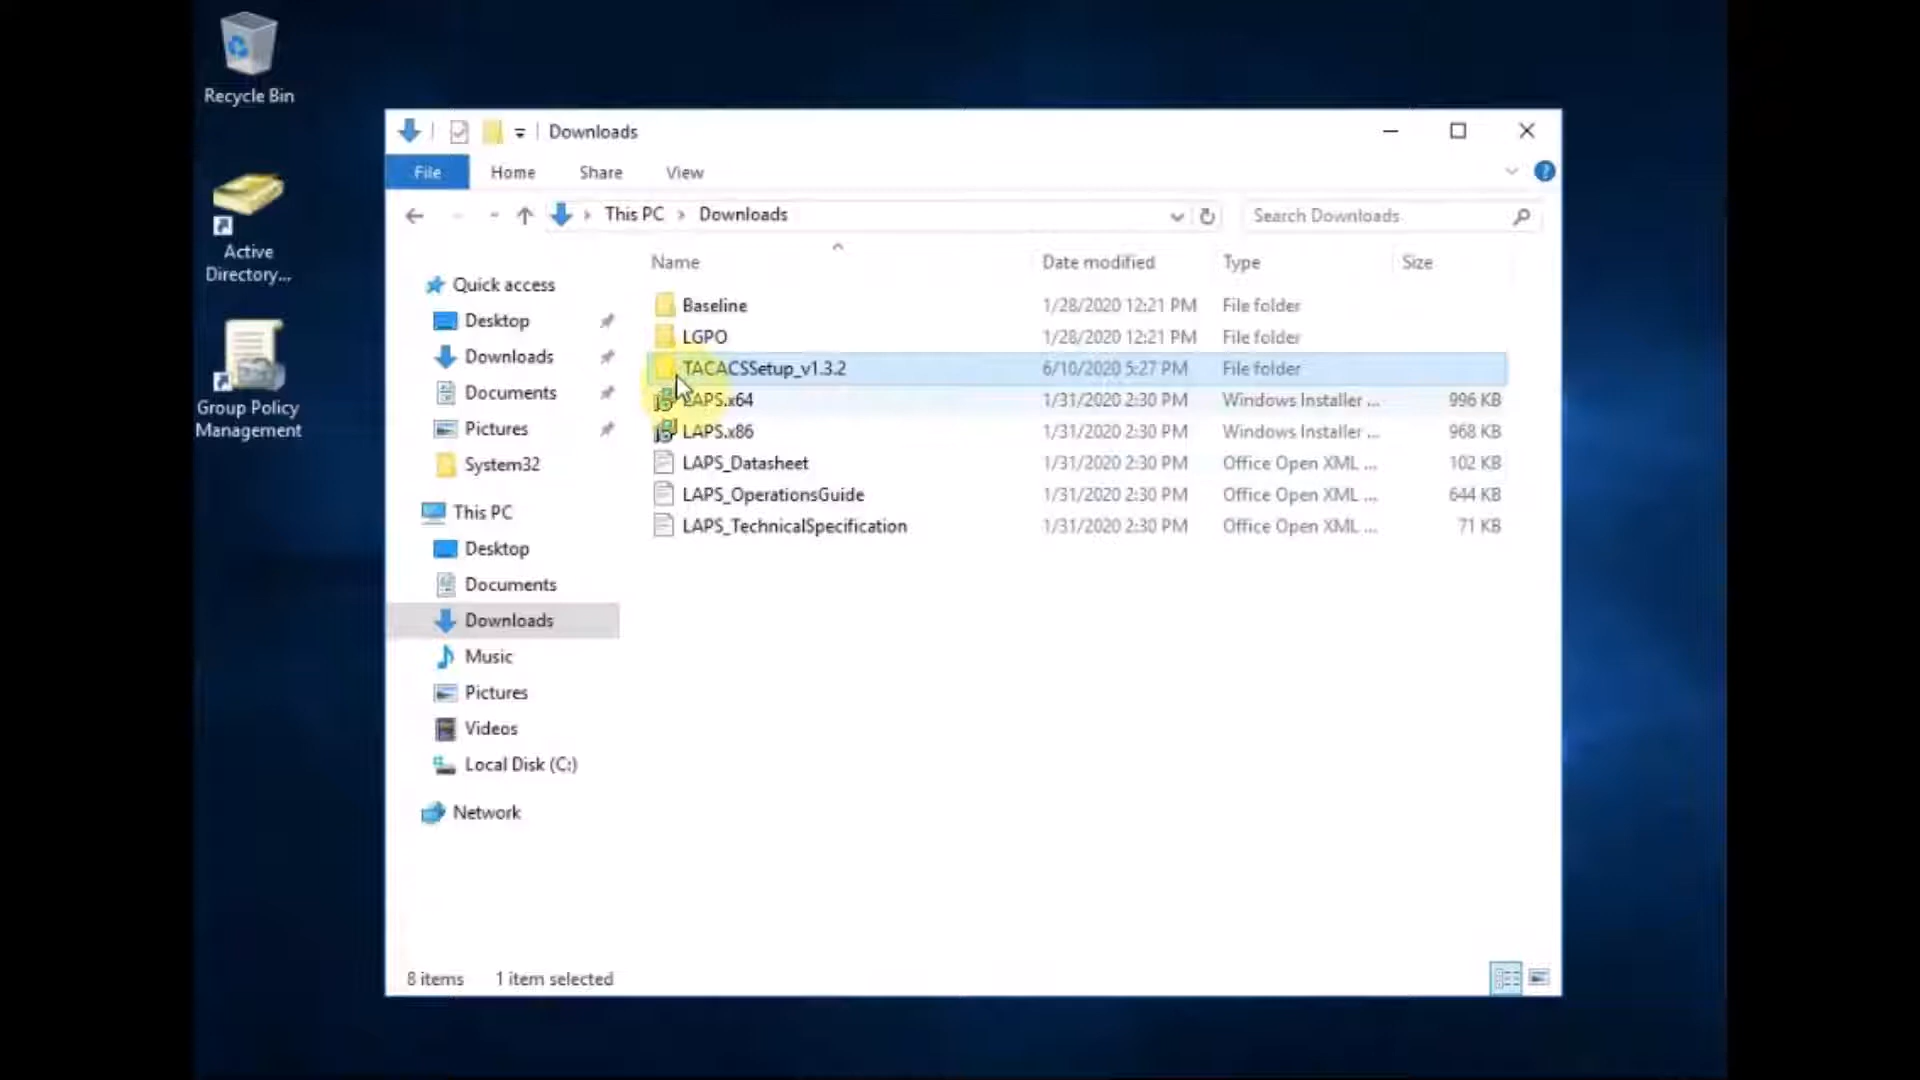 Recycle Bin
Active
Directory...
Group Policy
Management
Downloads
File Home Share View
This PC Downloads
Search Downloads
Name Date modified Type Size
Quick access
Desktop
Downloads
Documents
Pictures
System32
This PC
Desktop
Documents
Downloads
Music
Pictures
Videos
Local Disk (C:)
Network
Baseline 1/28/2020 12:21 PM File folder
LGPO 1/28/2020 12:21 PM File folder
TACACSSetup_v1.3.2 6/10/2020 5:27 PM File folder
LAPS.x64 1/31/2020 2:30 PM Windows Installer ... 996 KB
LAPS.x86 1/31/2020 2:30 PM Windows Installer ... 968 KB
LAPS_Datasheet 1/31/2020 2:30 PM Office Open XML ... 102 KB
LAPS_OperationsGuide 1/31/2020 2:30 PM Office Open XML ... 644 KB
LAPS_TechnicalSpecification 1/31/2020 2:30 PM Office Open XML ... 71 KB
8 items 1 item selected